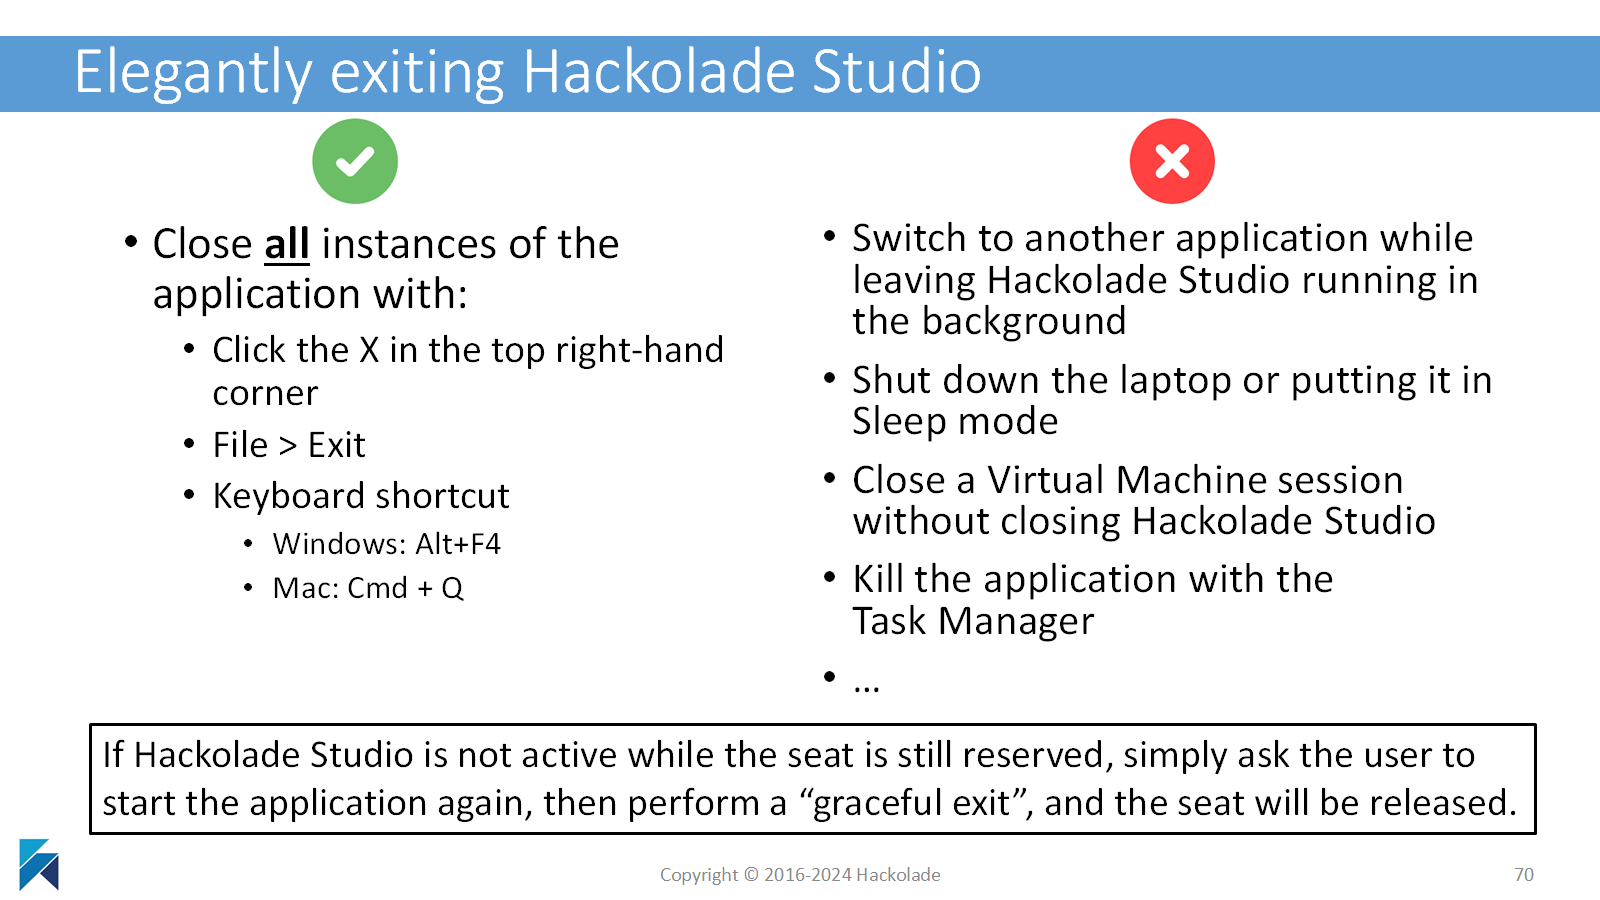 Elegantly exiting Hackolade Studio
• Close all instances of the
application with:
• Click the X in the top right-hand
corner
• File > Exit
• Keyboard shortcut
• Windows: Alt+F4
• Mac: Cmd + Q
• Switch to another application while
leaving Hackolade Studio running in
the background
• Shut down the laptop or putting it in
Sleep mode
• Close a Virtual Machine session
without closing Hackolade Studio
• Kill the application with the
Task Manager
• ...
If Hackolade Studio is not active while the seat is still reserved, simply ask the user to
start the application again, then perform a “graceful exit”, and the seat will be released.
Copyright © 2016-2024 Hackolade
70